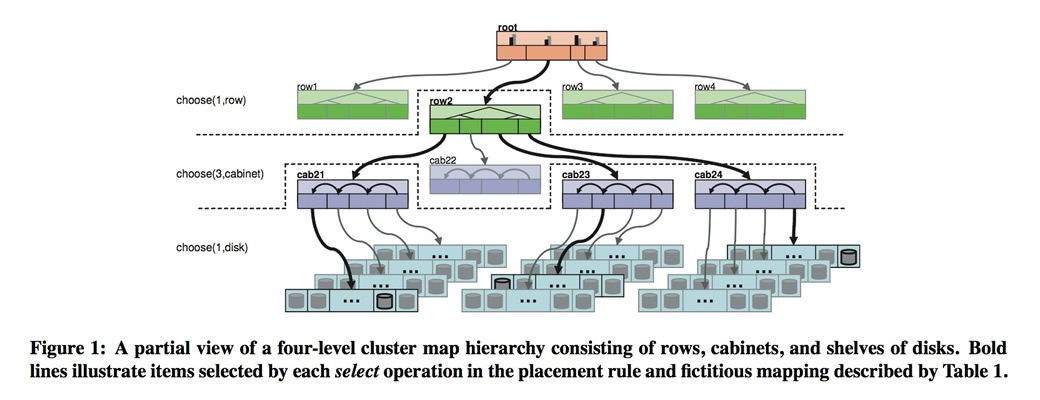 root
row1
row3
row4
choose(1,row)
row2
cab22
choose(3,cabinet)
cab21
cab23
cab24
choose(1,disk)
...
...
...
...
...
...
...
...
...
Figure 1: A partial view of a four-level cluster map hierarchy consisting of rows, cabinets, and shelves of disks. Bold
lines illustrate items selected by each select operation in the placement rule and fictitious mapping described by Table 1.